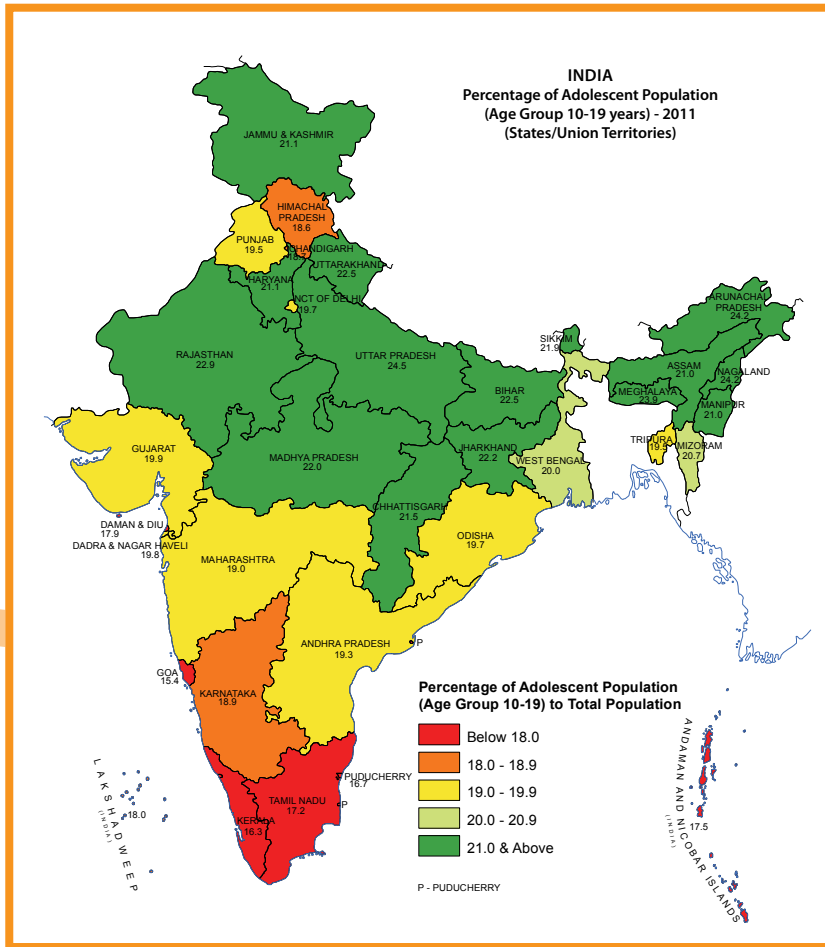 INDIA
Percentage of Adolescent Population
(Age Group 10-19 years) - 2011
(States/Union Territories)
JAMMU & KASHMIR
21.1
HIMACHAL
PRADESH
18.6
PUNJAB
19.5
CHANDIGARH
18.7
UTTARAKHAND
22.5
HARYANA
21.1
NCT OF DELHI
19.7
ARUNACHAL
PRADESH
24.2
SIKKIM
21.9
RAJASTHAN
22.9
UTTAR PRADESH
24.5
ASSAM
21.0
NAGALAND
24.2
BIHAR
22.5
MEGHALAYA
23.9
MANIPUR
21.0
GUJARAT
19.9
MADHYA PRADESH
22.0
JHARKHAND
22.2
WEST BENGAL
20.0
TRIPURA
19.5
MIZORAM
20.7
CHHATTISGARH
21.5
DAMAN & DIU
17.9
DADRA & NAGAR HAVELI
19.8
ODISHA
19.7
MAHARASHTRA
19.0
ANDHRA PRADESH
19.3
P
GOA
15.4
KARNATAKA
18.9
Percentage of Adolescent Population
(Age Group 10-19) to Total Population
Below 18.0
18.0 - 18.9
19.0 - 19.9
20.0 - 20.9
21.0 & Above
P - PUDUCHERRY
PUDUCHERRY
16.7
P
TAMIL NADU
17.2
KERALA
16.3
LAKSHADWEEP
(INDIA)
18.0
ANDAMAN AND NICOBAR ISLANDS
(INDIA)
17.5